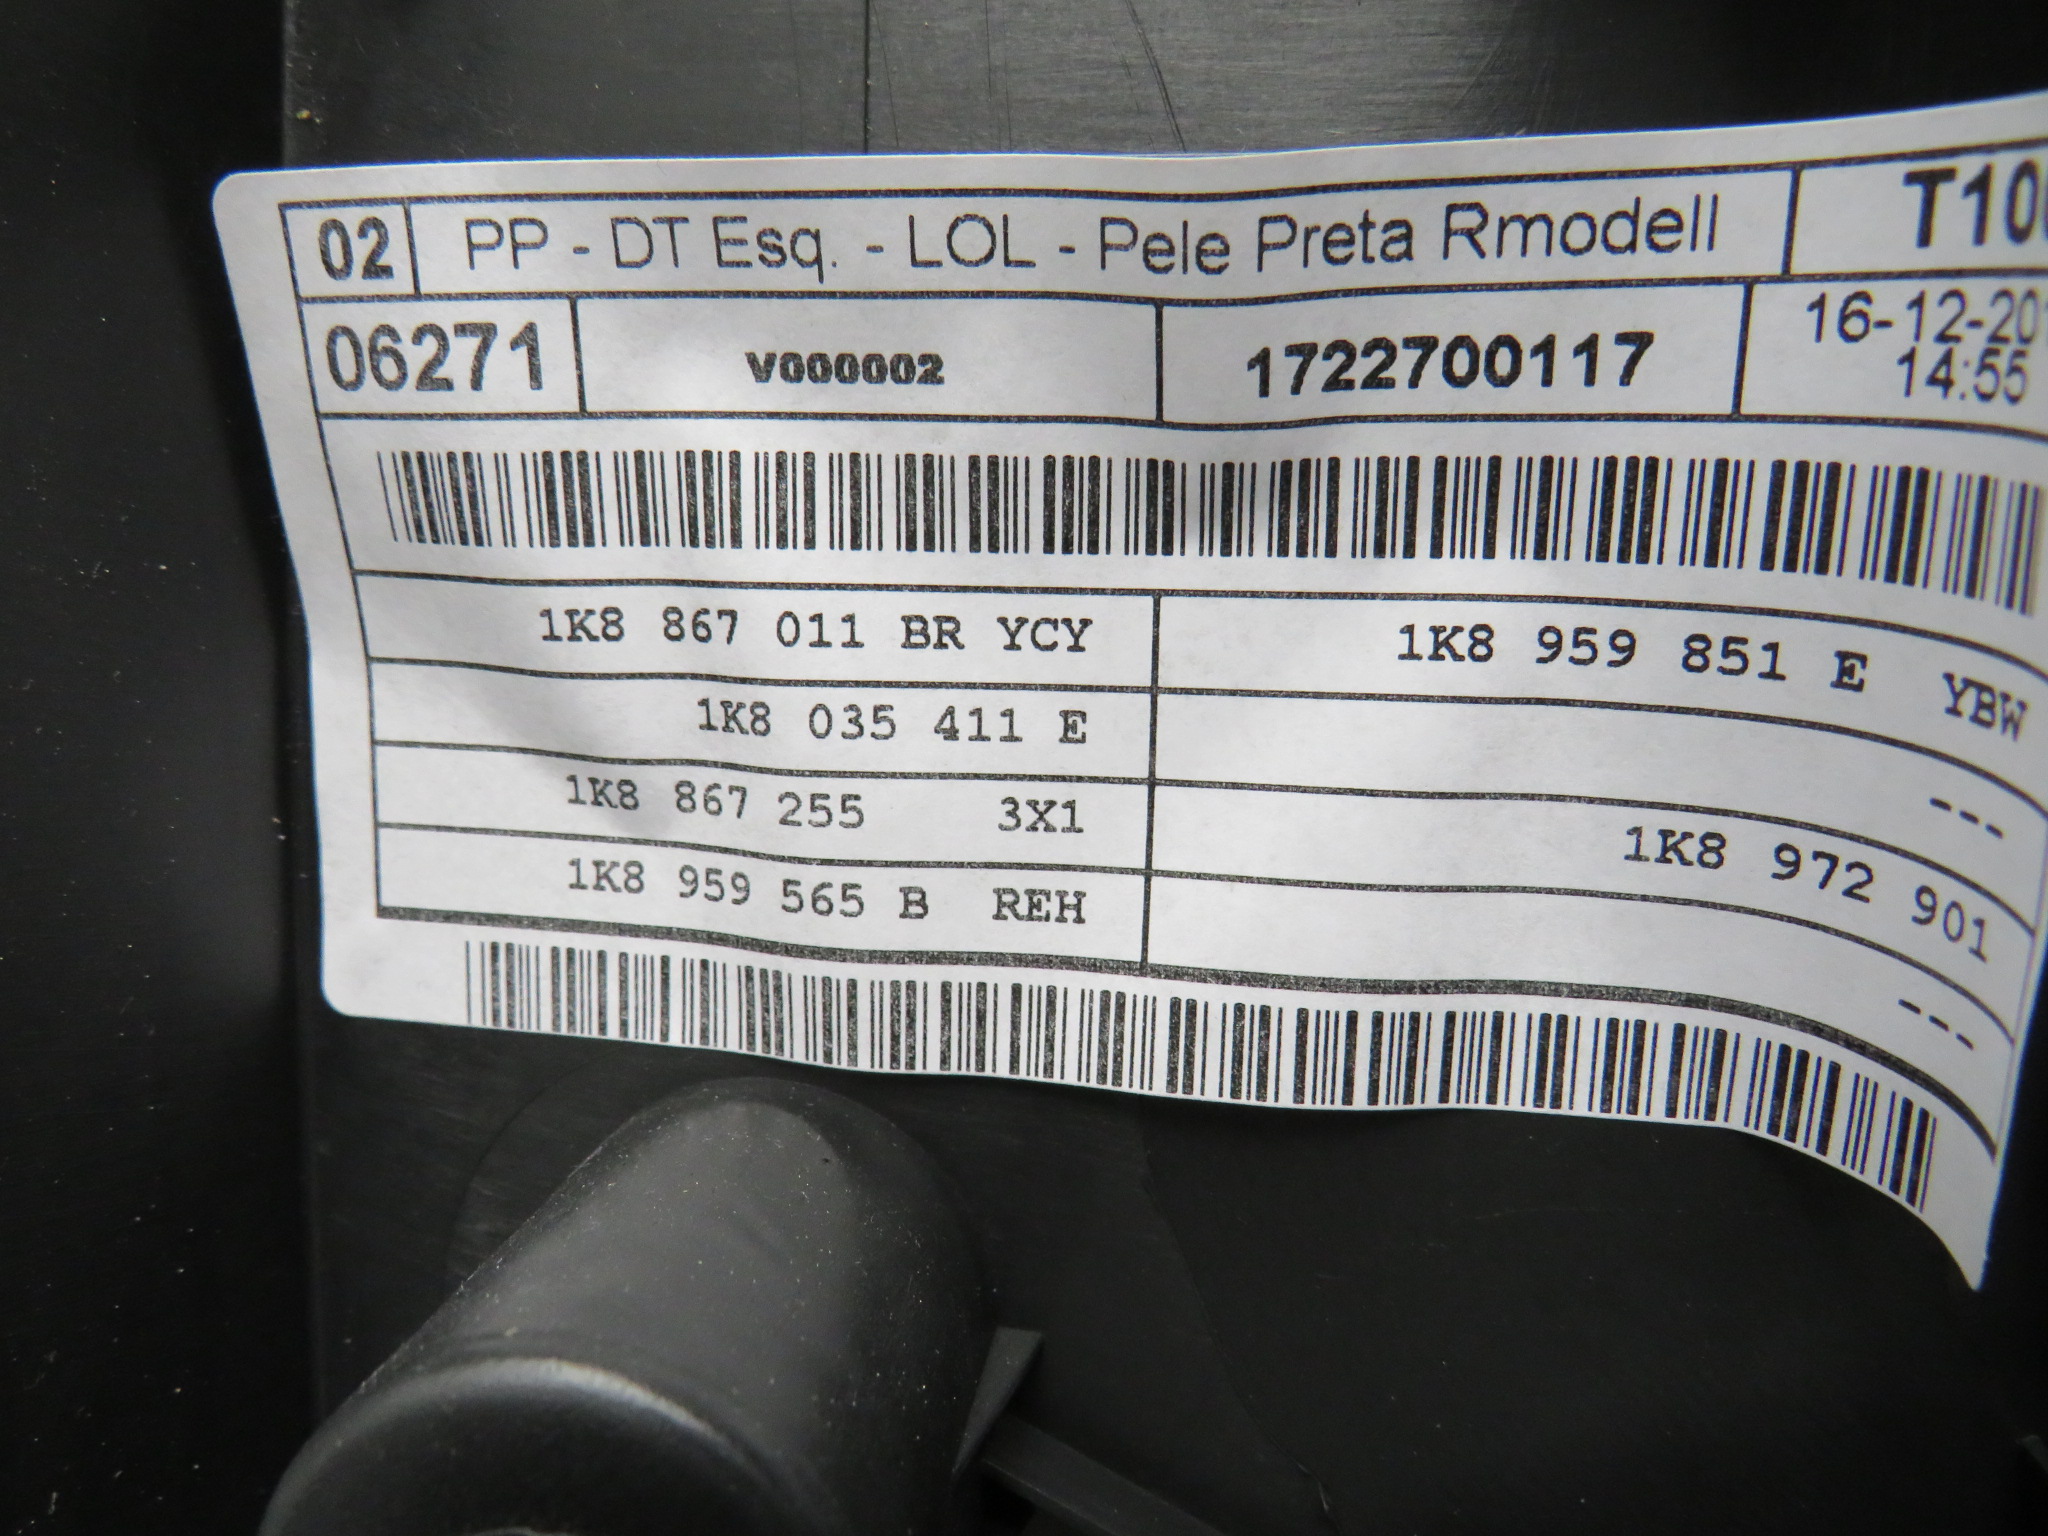 02 PP - DT Esq. - LOL - Pele Preta Rmodell
06271 V000002 1722700117 16-12-20
14:55
1K8 867 011 BR YCY 1K8 959 851 E YBW
1K8 035 411 E ---
1K8 867 255 3X1 1K8 972 901
1K8 959 565 B REH ---